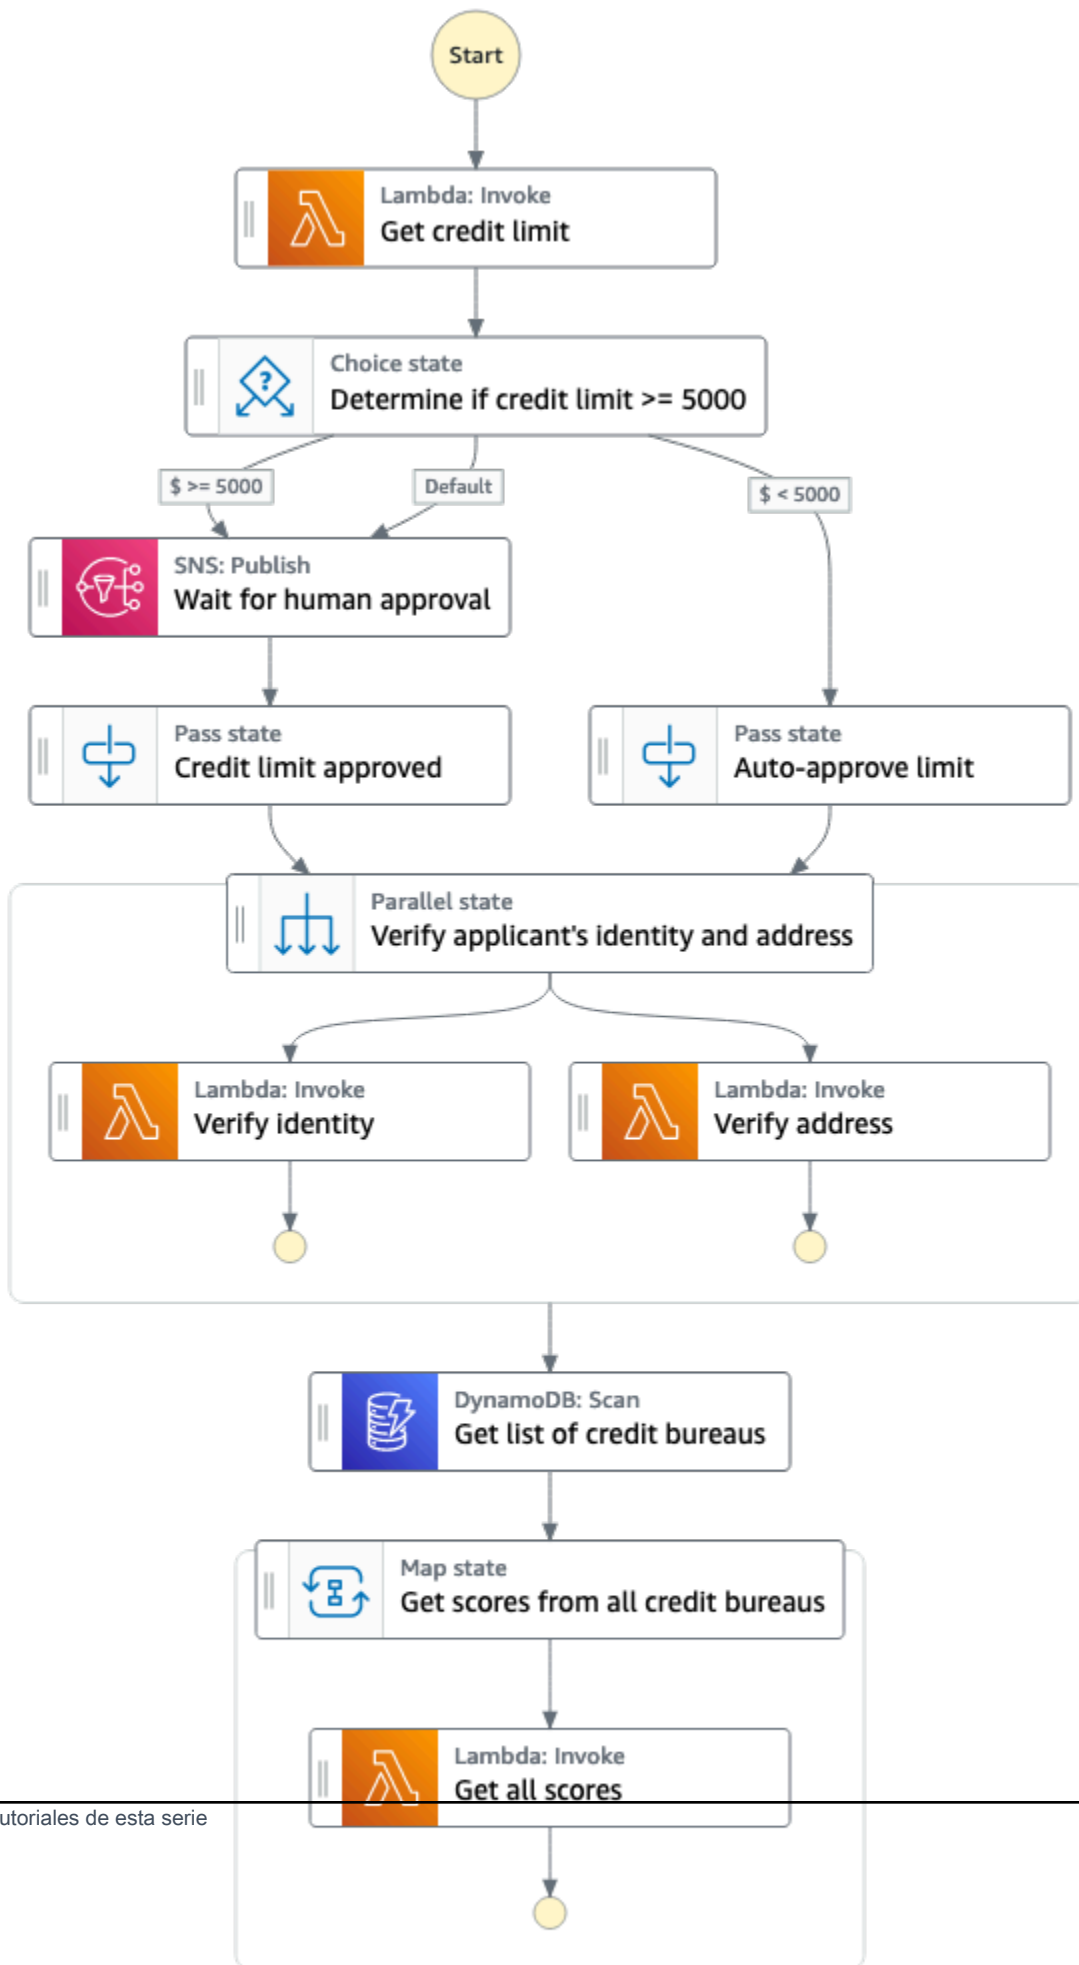 Start
Lambda: Invoke
Get credit limit
Choice state
Determine if credit limit >= 5000
$ >= 5000
Default
$ < 5000
SNS: Publish
Wait for human approval
Pass state
Credit limit approved
Pass state
Auto-approve limit
Parallel state
Verify applicant's identity and address
Lambda: Invoke
Verify identity
Lambda: Invoke
Verify address
DynamoDB: Scan
Get list of credit bureaus
Map state
Get scores from all credit bureaus
Lambda: Invoke
Get all scores
utoriales de esta serie